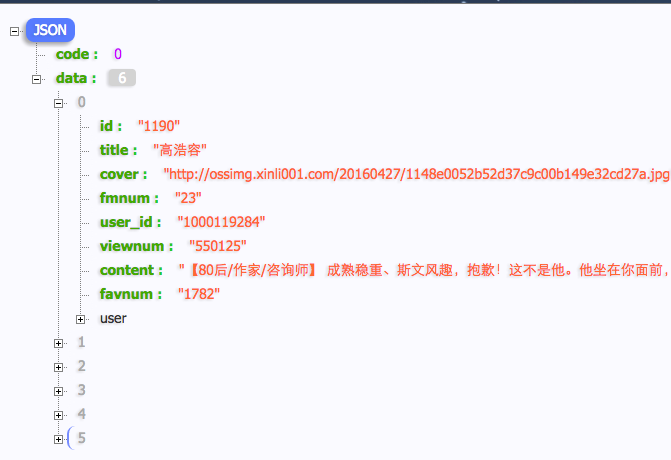 JSON
code : 0
data : 6
0
id : "1190"
title : "高浩容"
cover : "http://ossimg.xinli001.com/20160427/1148e0052b52d37c9c00b149e32cd27a.jpg
fmnum : "23"
user_id : "1000119284"
viewnum : "550125"
content : "【80后/作家/咨询师】 成熟稳重、斯文风趣，抱歉！这不是他。他坐在你面前，
favnum : "1782"
user
1
2
3
4
5